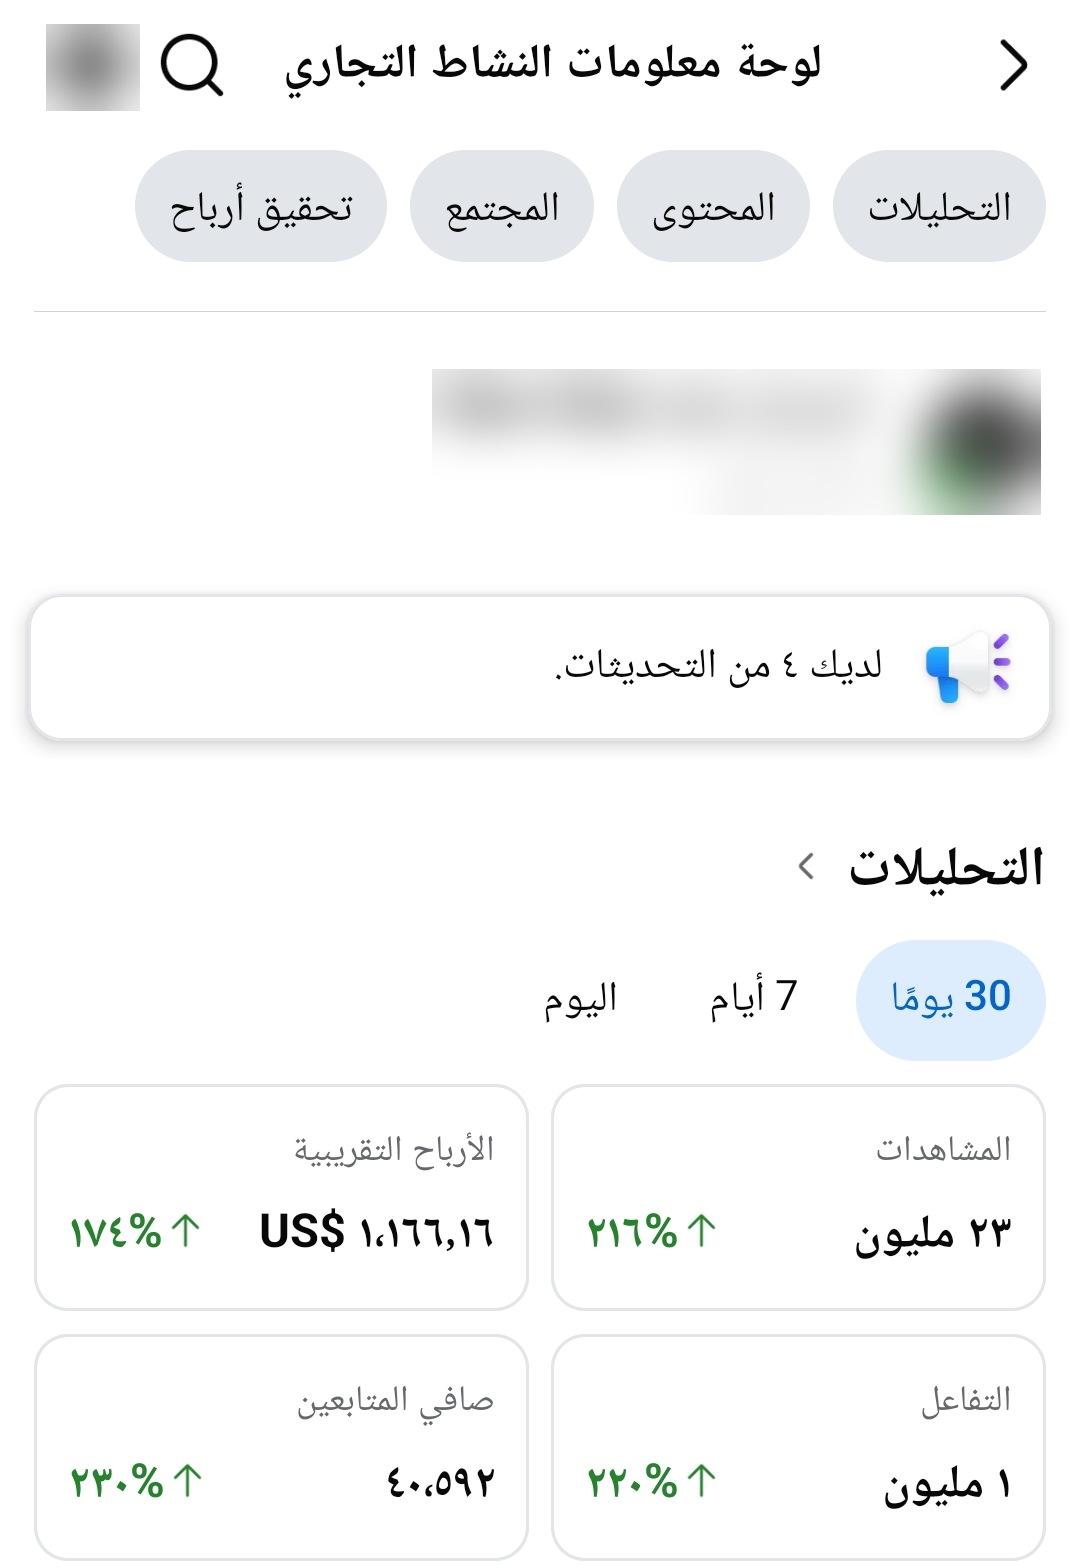 لوحة معلومات النشاط التجاري
التحليلات
المحتوى
المجتمع
تحقيق أرباح
لديك ٤ من التحديثات.
التحليلات
30 يومًا
7 أيام
اليوم
المشاهدات
٢٣ مليون
↑ ٢١٦%
الأرباح التقريبية
US$ ١،١٦٦,١٦
↑ ١٧٤%
التفاعل
١ مليون
↑ ٢٢٠%
صافي المتابعين
٤٠،٥٩٢
↑ ٢٣٠%